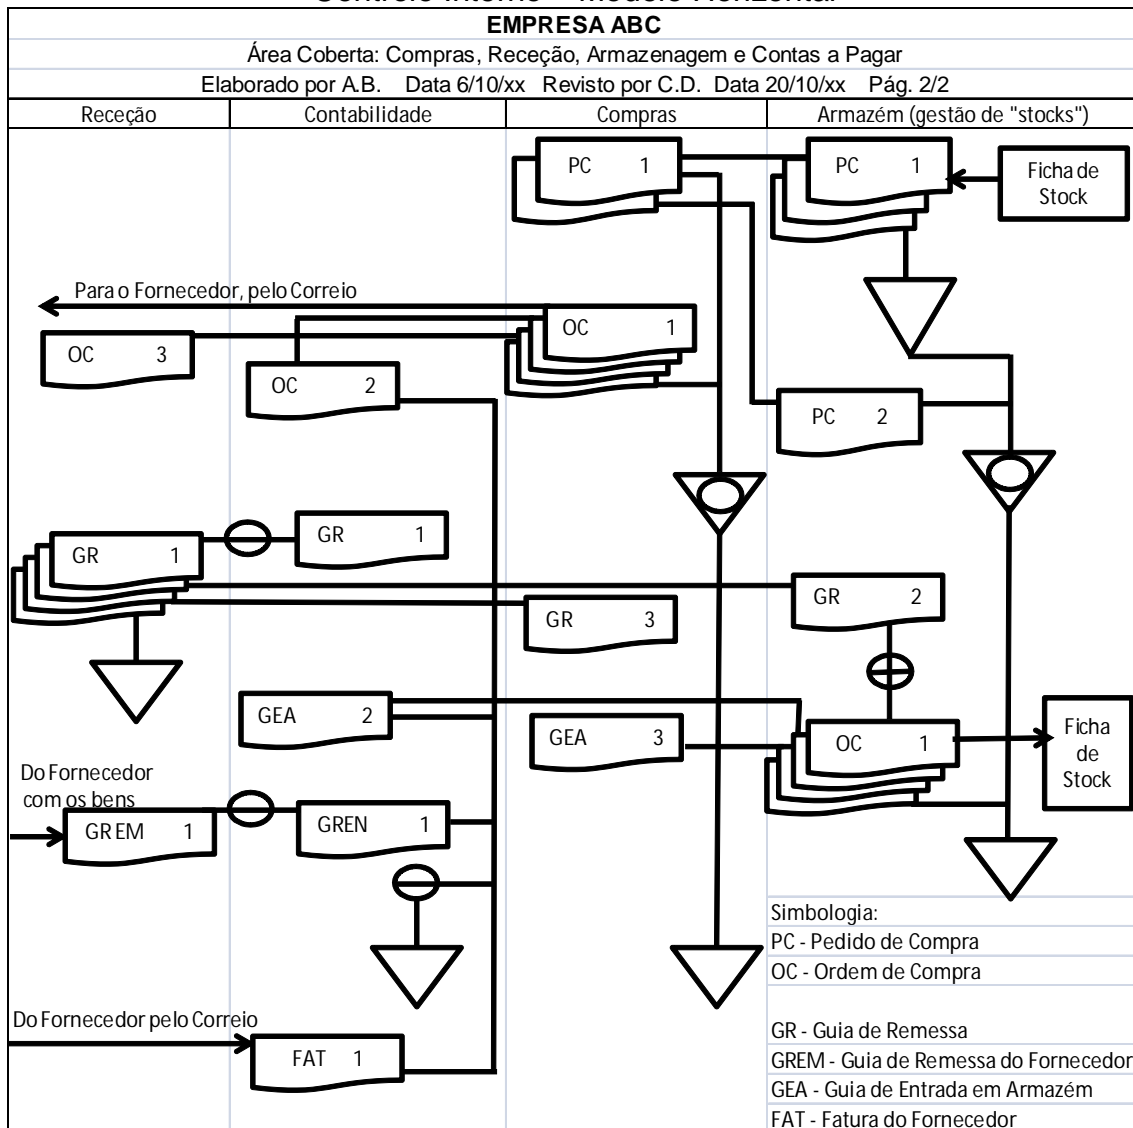 Controlo Interno – Modelo Horizontal
EMPRESA ABC
Área Coberta: Compras, Receção, Armazenagem e Contas a Pagar
Elaborado por A.B. Data 6/10/xx Revisto por C.D. Data 20/10/xx Pág. 2/2
Receção Contabilidade Compras Armazém (gestão de "stocks")
PC 1
PC 1
Ficha de
Stock
Para o Fornecedor, pelo Correio
OC 1
OC 3
OC 2
PC 2
GR 1
GR 1
GR 2
GR 3
GEA 2
GEA 3
OC 1
Ficha
de
Stock
Do Fornecedor
com os bens
GREM 1
GREN 1
Simbologia:
PC - Pedido de Compra
OC - Ordem de Compra
Do Fornecedor pelo Correio
GR - Guia de Remessa
FAT 1
GREM - Guia de Remessa do Fornecedor
GEA - Guia de Entrada em Armazém
FAT - Fatura do Fornecedor